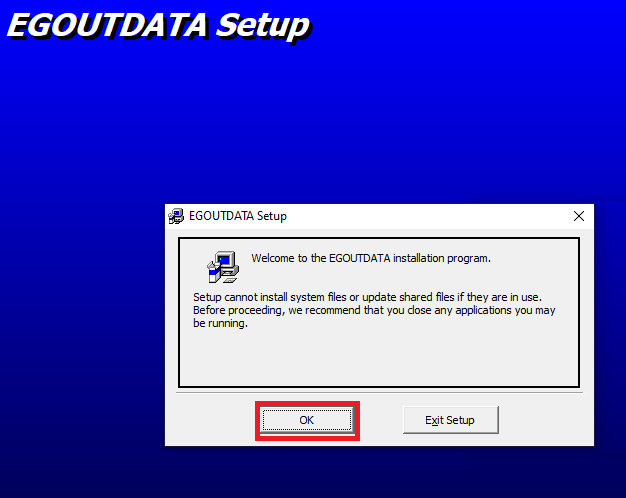 EGOUTDATA Setup
EGOUTDATA Setup
Welcome to the EGOUTDATA installation program.
Setup cannot install system files or update shared files if they are in use.
Before proceeding, we recommend that you close any applications you may
be running.
OK
Exit Setup